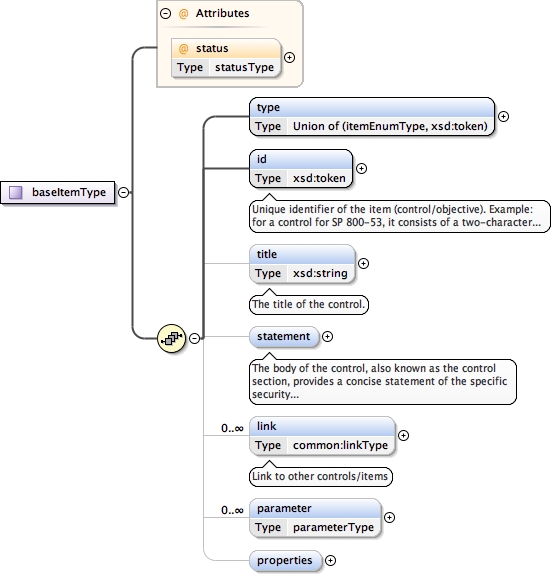 @ Attributes
@ status
Type statusType
type
Type Union of (itemEnumType, xsd:token)
id
Type xsd:token
baseItemType
Unique identifier of the item (control/objective). Example:
for a control for SP 800-53, it consists of a two-character...
title
Type xsd:string
The title of the control.
statement
The body of the control, also known as the control
section, provides a concise statement of the specific
security...
0..∞ link
Type common:linkType
Link to other controls/items
0..∞ parameter
Type parameterType
properties